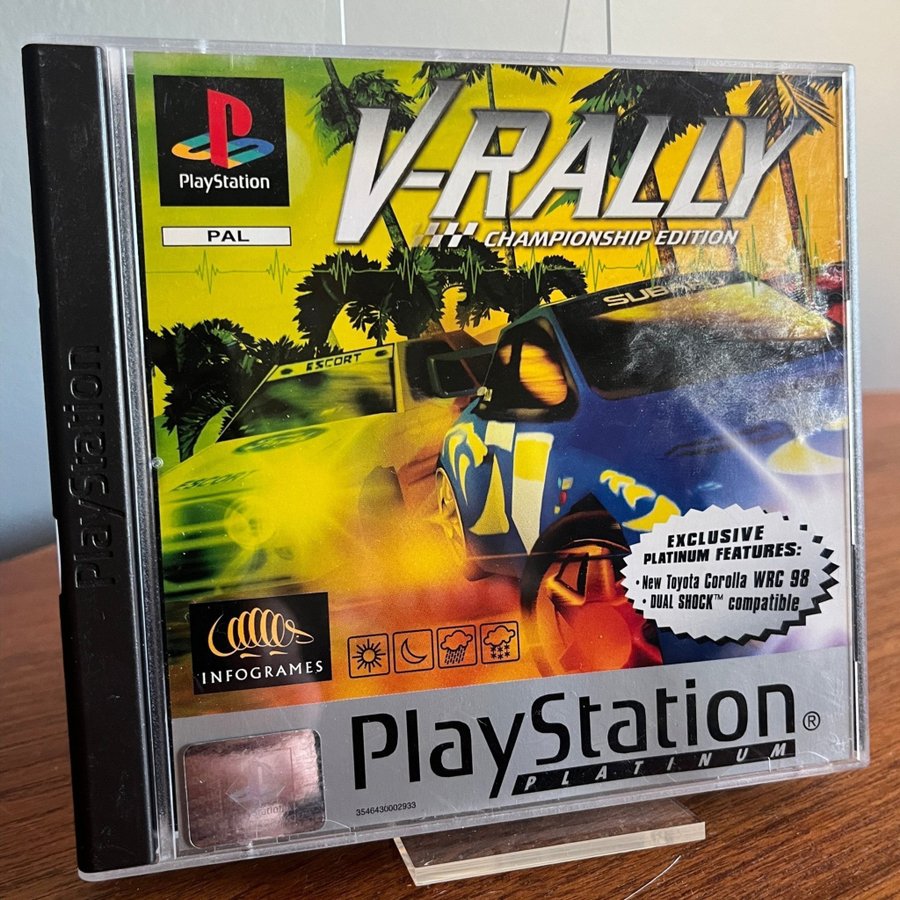 PlayStation
PlayStation
PAL
V-RALLY
CHAMPIONSHIP EDITION
ESCORT
ESCORT
EXCLUSIVE
PLATINUM FEATURES:
• New Toyota Corolla WRC 98
• DUAL SHOCK™ compatible
INFOGRAMES
PlayStation®
PLATINUM
3546430002933